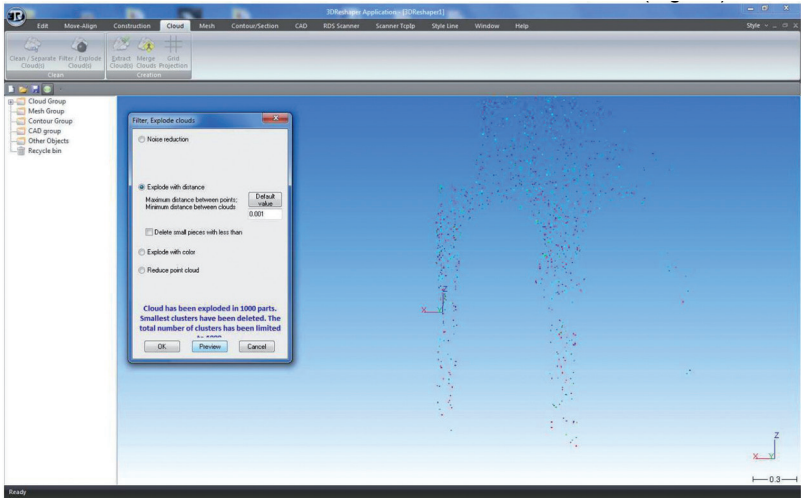 3DReshaper Application - [3DReshaper1]
3D
Edit Move-Align Construction Cloud Mesh Contour/Section CAD RDS Scanner Scanner Tcplp Style Line Window Help Style
Clean / Separate Cloud(s)
Filter / Explode Cloud(s)
Extract Cloud(s)
Merge Clouds
Grid Projection
Clean
Creation
Cloud Group
Mesh Group
Contour Group
CAD group
Other Objects
Recycle bin
Filter, Explode clouds
Noise reduction
Explode with distance
Maximum distance between points:
Minimum distance between clouds
Default value
0.001
Delete small pieces with less than
Explode with color
Reduce point cloud
Cloud has been exploded in 1000 parts.
Smallest clusters have been deleted. The
total number of clusters has been limited
OK Preview Cancel
Z
X Y
Z
X Y
0.3
Ready